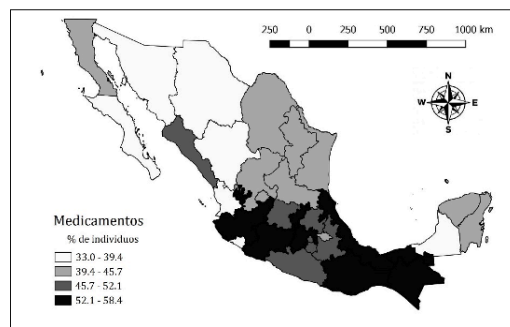 250 0 250 500 750 1000 km
N
W E
S
Medicamentos
% de individuos
33.0 - 39.4
39.4 - 45.7
45.7 - 52.1
52.1 - 58.4